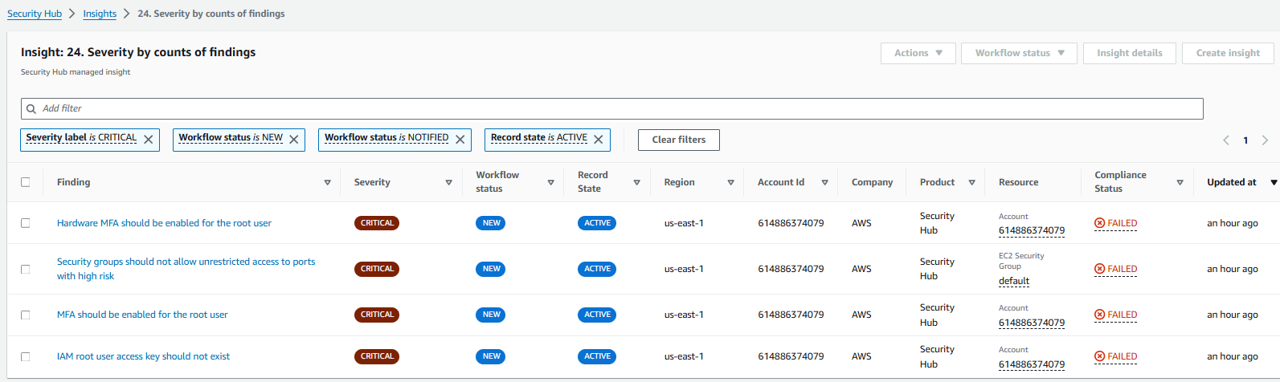 Security Hub > Insights > 24. Severity by counts of findings
Insight: 24. Severity by counts of findings
Actions Workflow status Insight details Create insight
Security Hub managed insight
Add filter
Severity label is CRITICAL Workflow status is NEW Workflow status is NOTIFIED Record state is ACTIVE Clear filters 1
Finding Severity Workflow status Record State Region Account Id Company Product Resource Compliance Status Updated at
Hardware MFA should be enabled for the root user CRITICAL NEW ACTIVE us-east-1 614886374079 AWS Security Hub Account 614886374079 FAILED an hour ago
Security groups should not allow unrestricted access to ports with high risk CRITICAL NEW ACTIVE us-east-1 614886374079 AWS Security Hub EC2 Security Group default FAILED an hour ago
MFA should be enabled for the root user CRITICAL NEW ACTIVE us-east-1 614886374079 AWS Security Hub Account 614886374079 FAILED an hour ago
IAM root user access key should not exist CRITICAL NEW ACTIVE us-east-1 614886374079 AWS Security Hub Account 614886374079 FAILED an hour ago